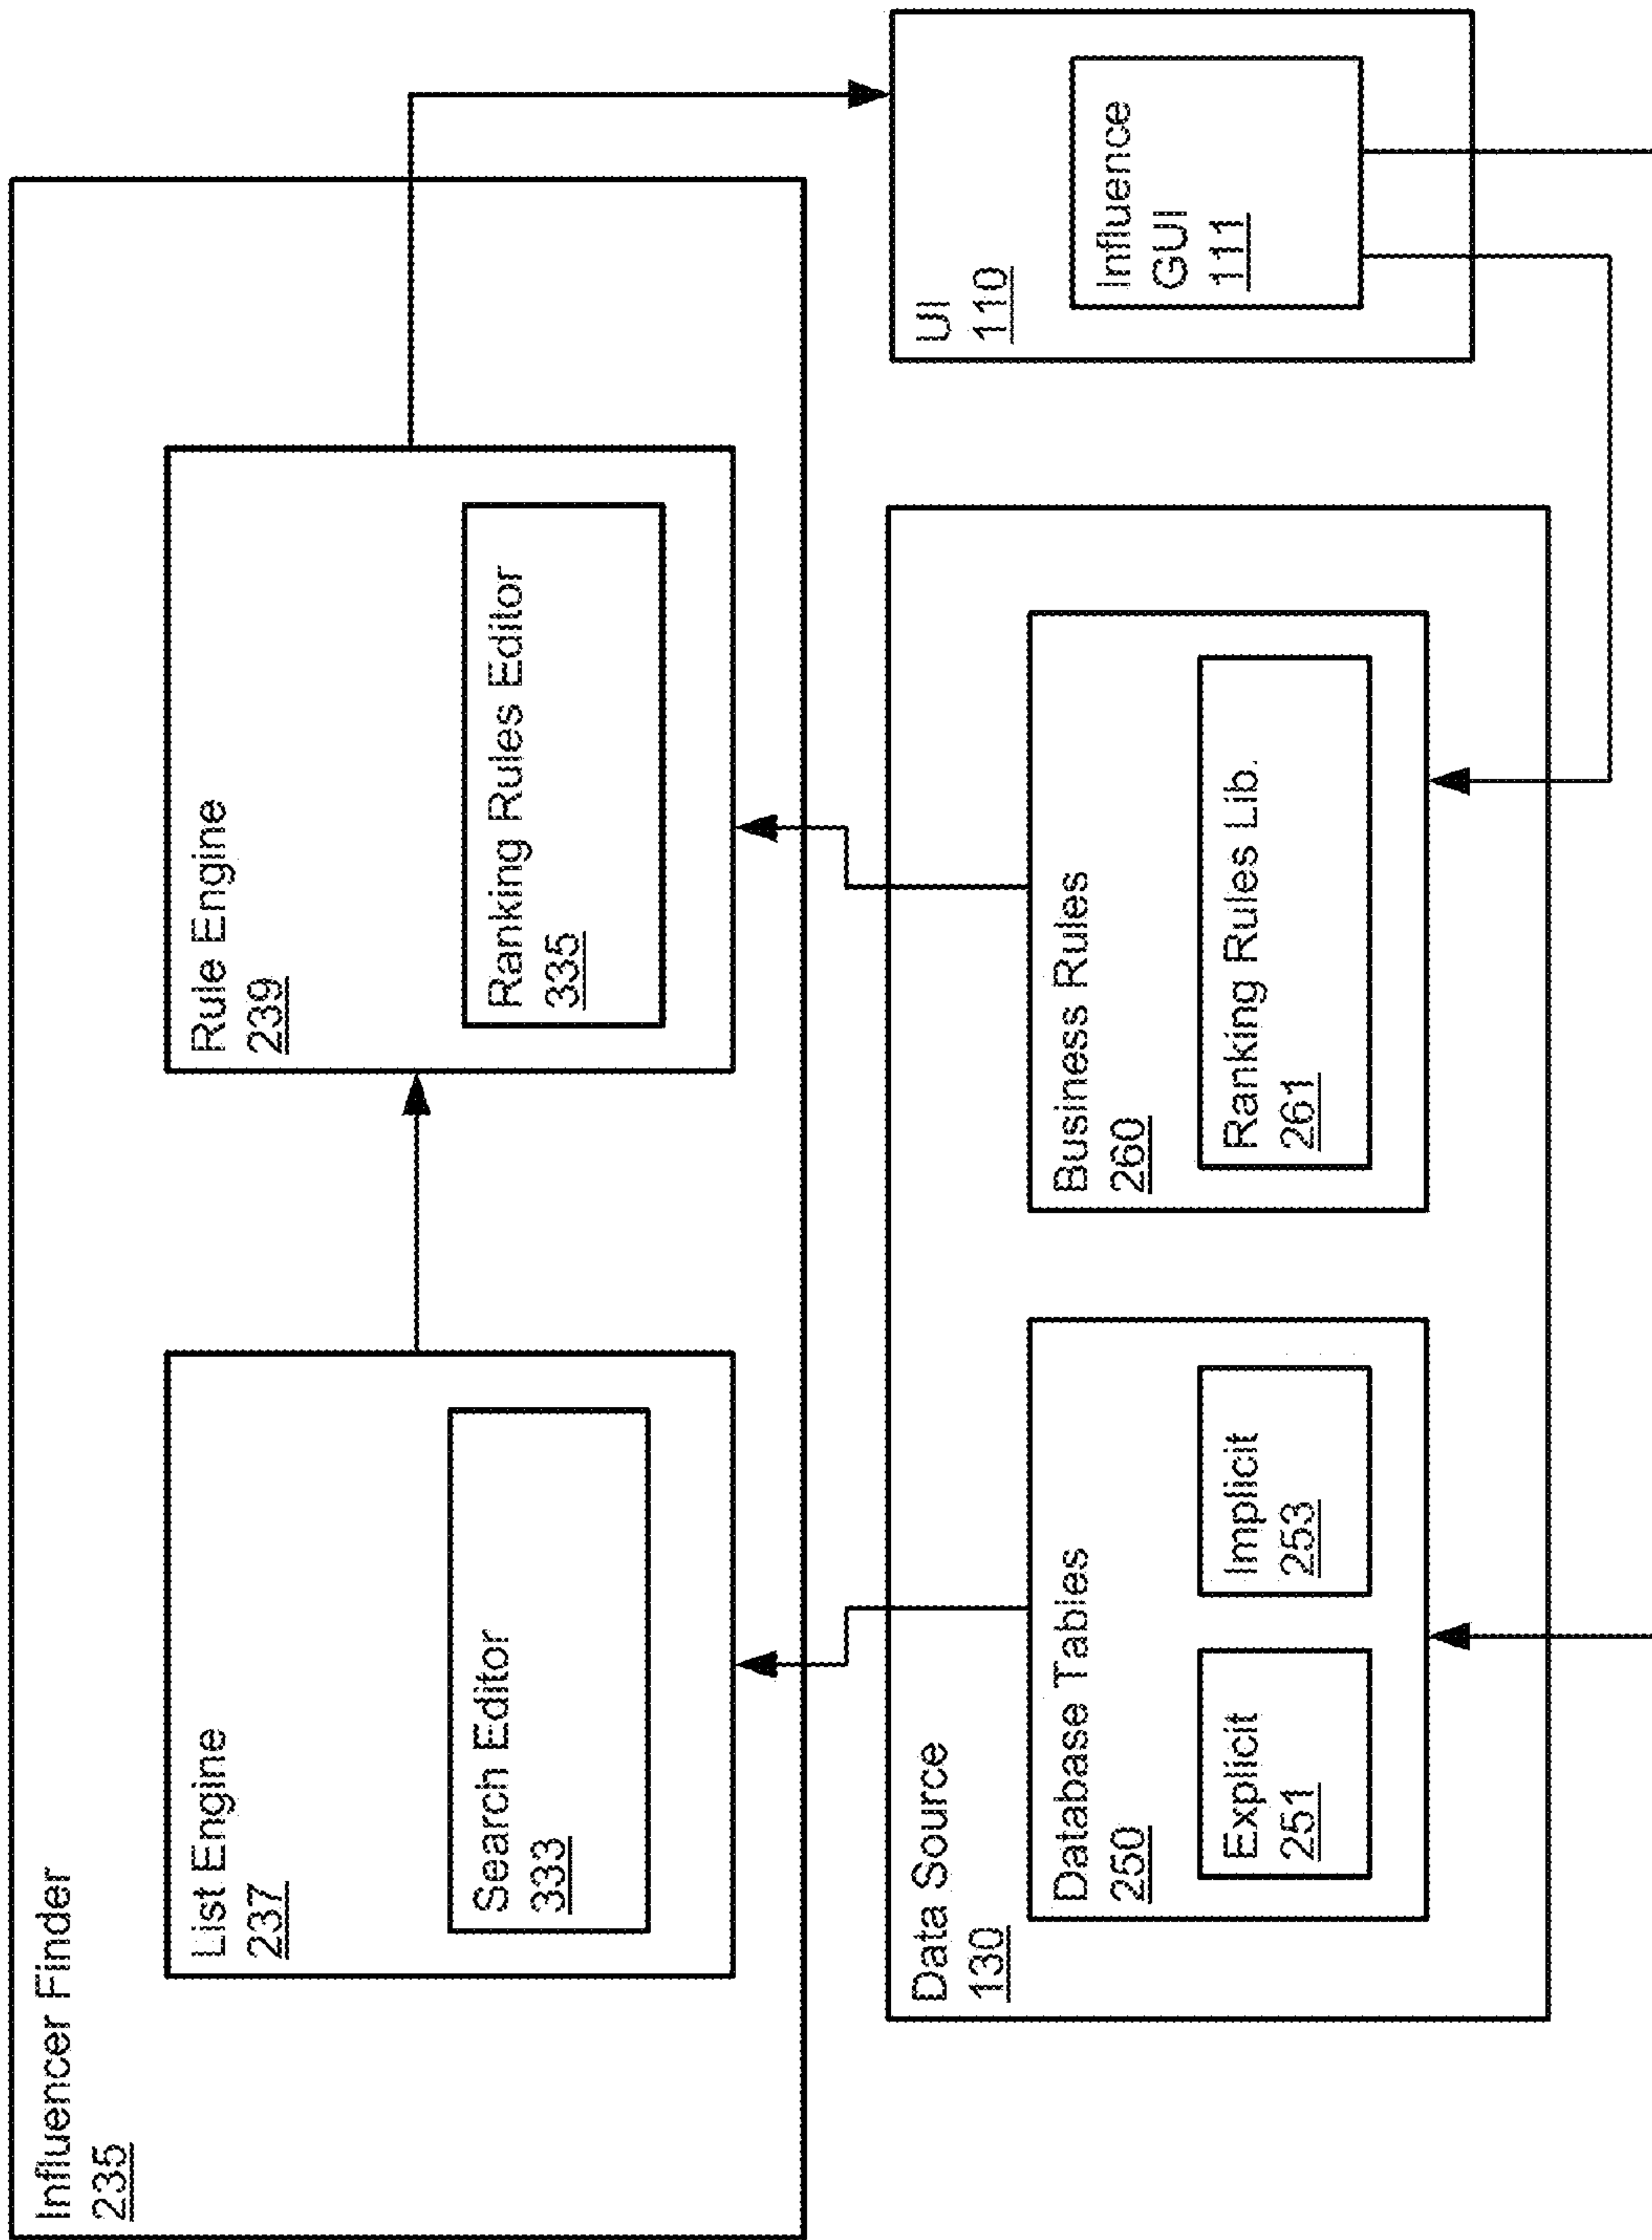 Influencer Finder
235
List Engine
237
Search Editor
333
Rule Engine
239
Ranking Rules Editor
335
Data Source
130
Database Tables
250
Explicit
251
Implicit
253
Business Rules
260
Ranking Rules Lib.
261
UI
110
Influence
GUI
111